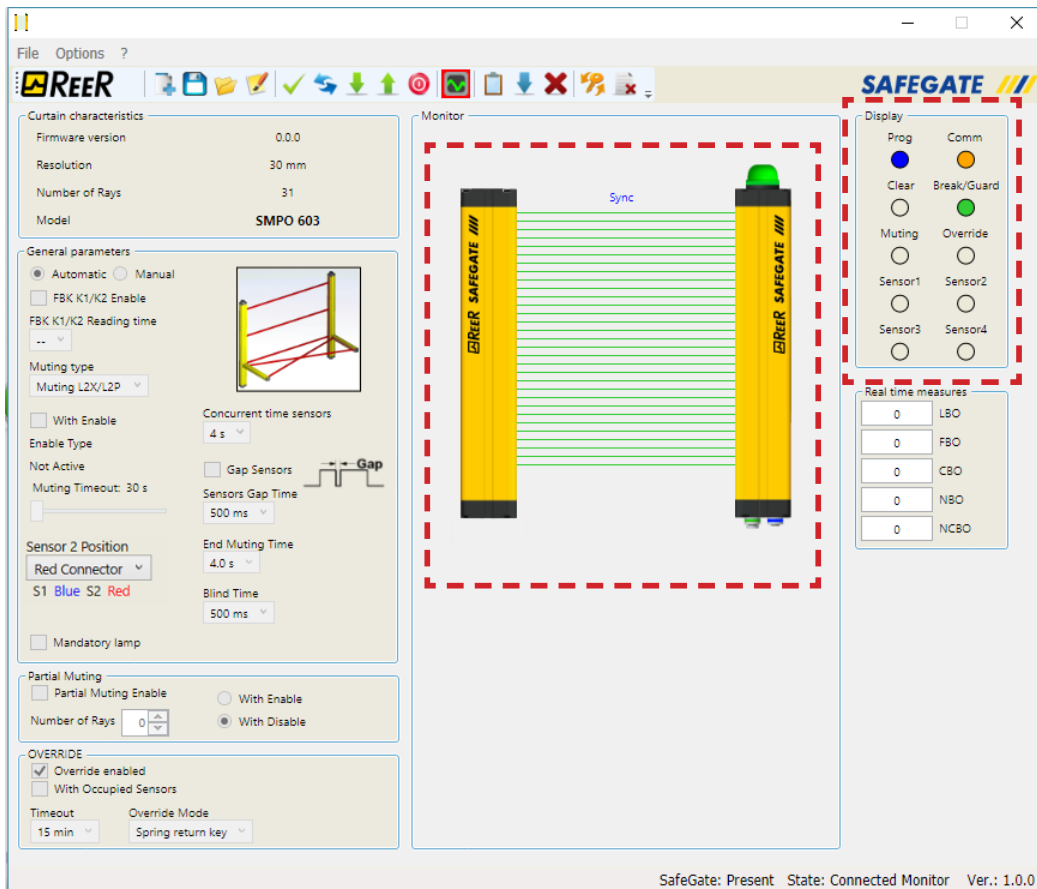 File Options ?
REER
SAFEGATE
Curtain characteristics
Firmware version 0.0.0
Resolution 30 mm
Number of Rays 31
Model SMPO 603
General parameters
Automatic Manual
FBK K1/K2 Enable
FBK K1/K2 Reading time
--
Muting type
Muting L2X/L2P
With Enable
Enable Type
Not Active
Muting Timeout: 30 s
Concurrent time sensors
4 s
Gap Sensors
Gap
Sensors Gap Time
500 ms
Sensor 2 Position
Red Connector
S1 Blue S2 Red
End Muting Time
4.0 s
Blind Time
500 ms
Mandatory lamp
Partial Muting
Partial Muting Enable
With Enable
Number of Rays 0
With Disable
OVERRIDE
Override enabled
With Occupied Sensors
Timeout Override Mode
15 min Spring return key
Monitor
Sync
REER SAFEGATE
REER SAFEGATE
Display
Prog Comm
Clear Break/Guard
Muting Override
Sensor1 Sensor2
Sensor3 Sensor4
Real time measures
0 LBO
0 FBO
0 CBO
0 NBO
0 NCBO
SafeGate: Present State: Connected Monitor Ver.: 1.0.0